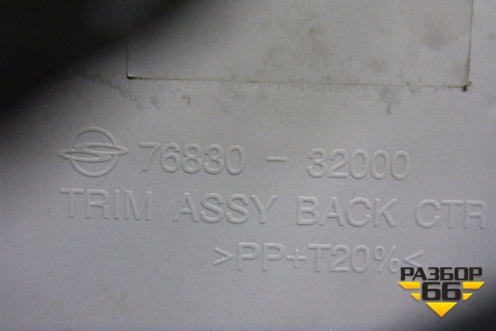 76830 - 32000
TRIM ASSY BACK CTR
>PP+T20%<
РАЗБОР
66